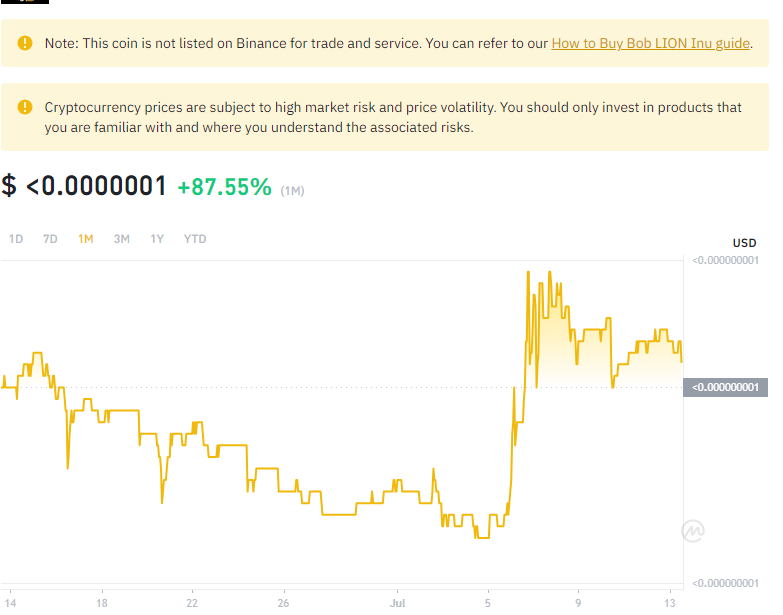 Note: This coin is not listed on Binance for trade and service. You can refer to our How to Buy Bob LION Inu guide.
Cryptocurrency prices are subject to high market risk and price volatility. You should only invest in products that
you are familiar with and where you understand the associated risks.
$ <0.0000001 +87.55% (1M)
1D 7D 1M 3M 1Y YTD
USD
<0.000000001
<0.000000001
<0.000000001
14 18 22 26 Jul 5 9 13